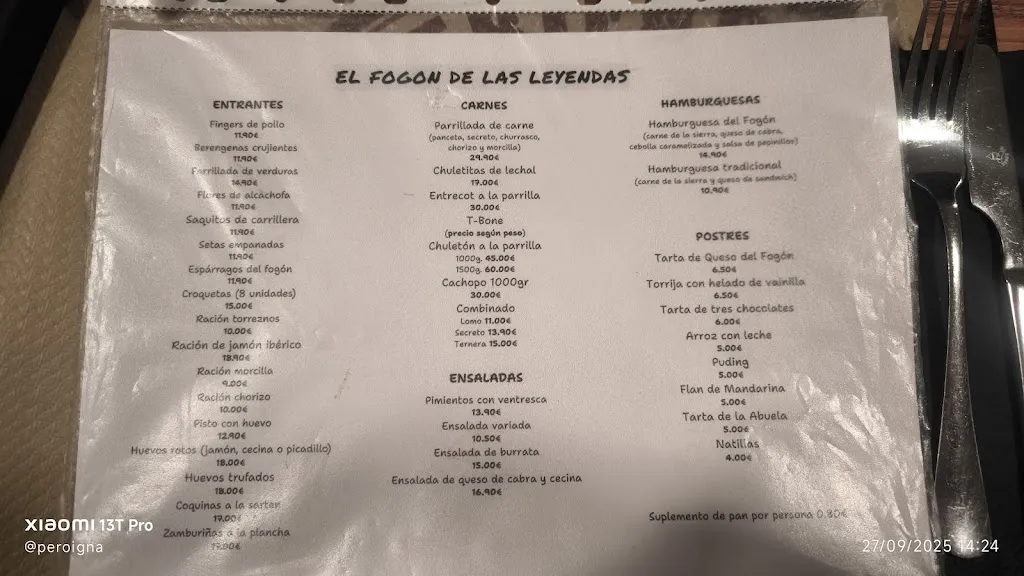 EL FOGON DE LAS LEYENDAS
ENTRANTES
Fingers de pollo
11.90€
Berengenas crujientes
11.90€
Parrillada de verduras
14.90€
Flores de alcachofa
11.90€
Saquitos de carrillera
11.90€
Setas empanadas
11.90€
Espárragos del fogón
11.90€
Croquetas (8 unidades)
15.00€
Ración torreznos
10.00€
Ración de jamón ibérico
18.90€
Ración morcilla
9.00€
Ración chorizo
10.00€
Pisto con huevo
12.90€
Huevos rotos (jamón, cecina o picadillo)
18.00€
Huevos trufados
18.00€
Coquinas a la sarten
17.00€
Zamburiñas a la plancha
17.00€
CARNES
Parrillada de carne
(panceta, secreto, churrasco,
chorizo y morcilla)
29.90€
Chuletitas de lechal
17.00€
Entrecot a la parrilla
30.00€
T-Bone
(precio según peso)
Chuletón a la parrilla
1000g. 45.00€
1500g. 60.00€
Cachopo 1000gr
30.00€
Combinado
Lomo 11.00€
Secreto 13.90€
Ternera 15.00€
ENSALADAS
Pimientos con ventresca
13.90€
Ensalada variada
10.50€
Ensalada de burrata
15.00€
Ensalada de queso de cabra y cecina
16.90€
HAMBURGUESAS
Hamburguesa del Fogón
(carne de la sierra, queso de cabra,
cebolla caramelizada y salsa de pepinillos)
14.90€
Hamburguesa tradicional
(carne de la sierra y queso de sandwich)
10.90€
POSTRES
Tarta de Queso del Fogón
6.50€
Torrija con helado de vainilla
6.50€
Tarta de tres chocolates
6.00€
Arroz con leche
5.00€
Puding
5.00€
Flan de Mandarina
5.00€
Tarta de la Abuela
5.00€
Natillas
4.00€
Suplemento de pan por persona 0.80€
XIAOMI 13T Pro
@peroigna
27/09/2025 14:24